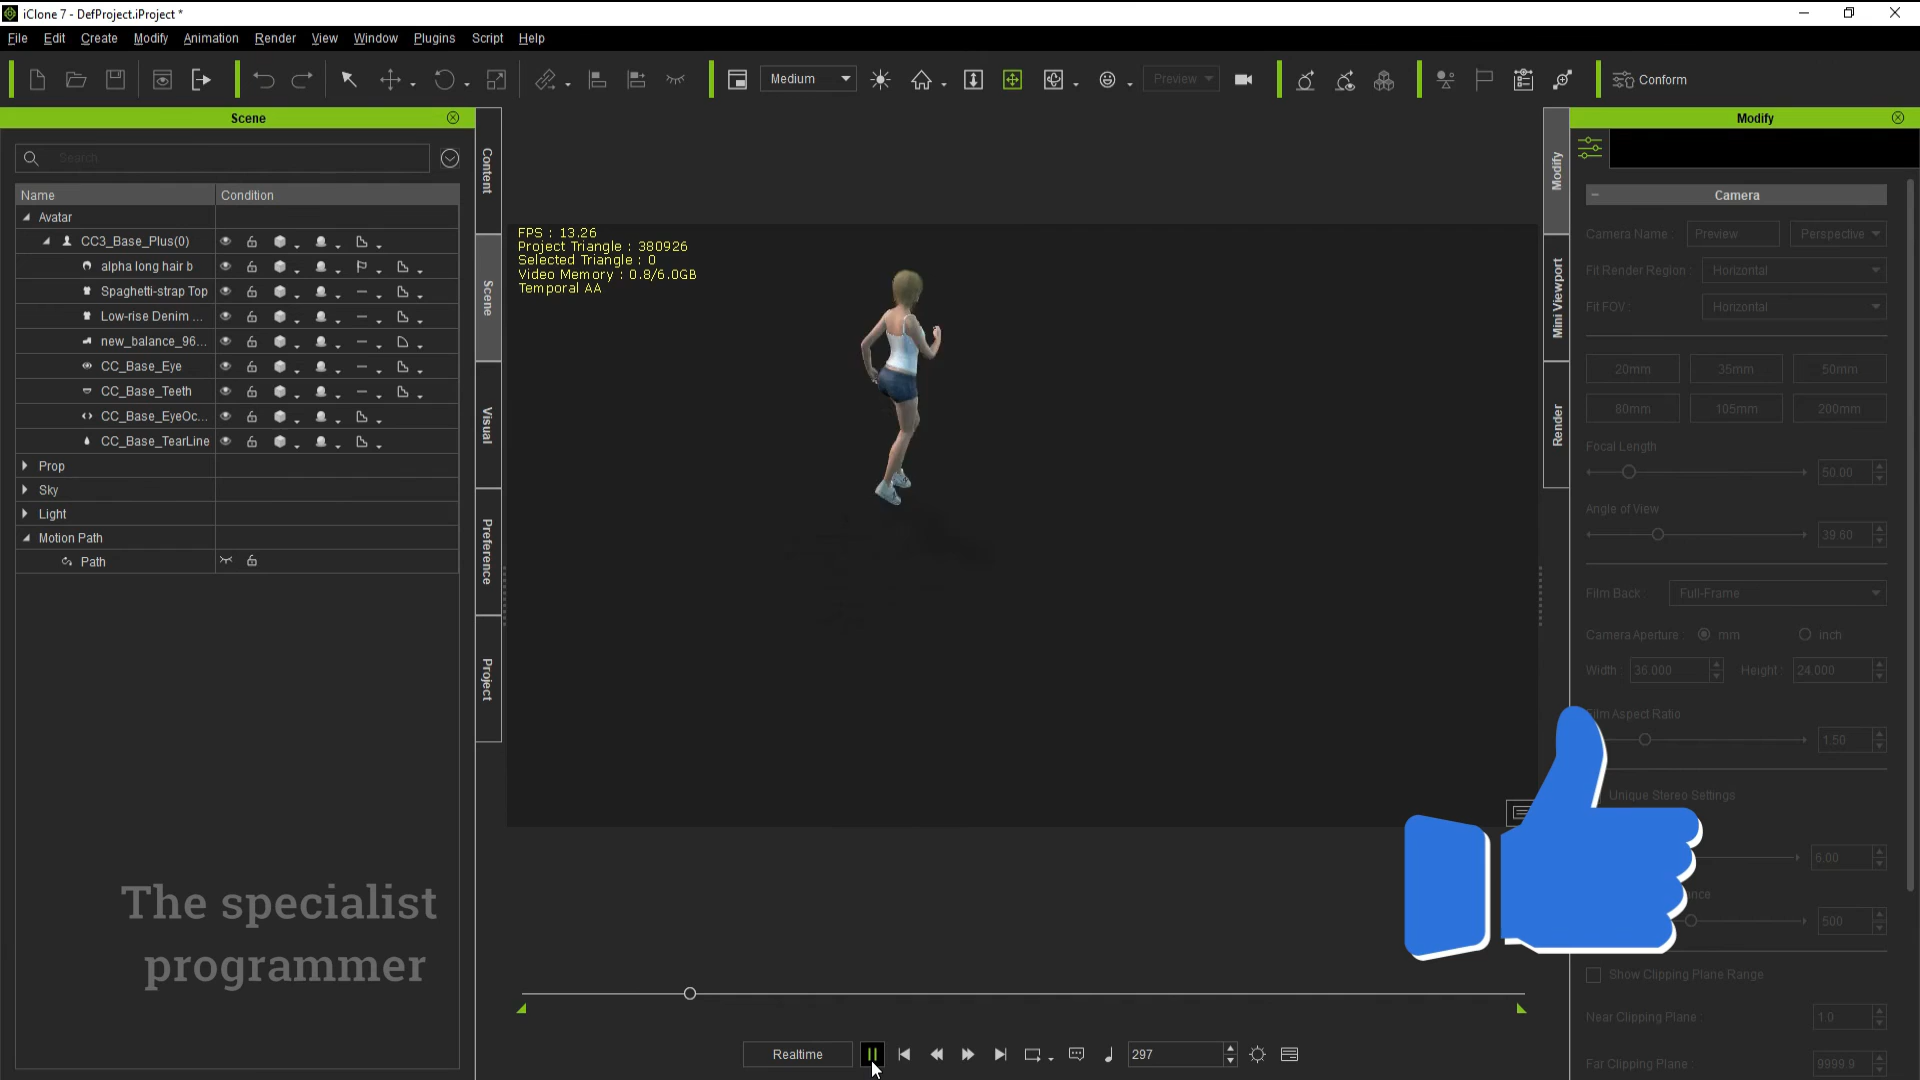 iClone 7 - DefProject.iProject *
File Edit Create Modify Animation Render View Window Plugins Script Help
Medium
Preview
Conform
Scene
Search
Name Condition
Avatar
CC3_Base_Plus(0)
alpha long hair b
Spaghetti-strap Top
Low-rise Denim ...
new_balance_96...
CC_Base_Eye
CC_Base_Teeth
CC_Base_EyeOc...
CC_Base_TearLine
Prop
Sky
Light
Motion Path
Path
The specialist
programmer
Content
Scene
Visual
Preference
Project
FPS : 13.26
Project Triangle : 380926
Selected Triangle : 0
Video Memory : 0.8/6.0GB
Temporal AA
Realtime
297
Modify
Mini Viewport
Render
Modify
Camera
Camera Name : Preview Perspective
Fit Render Region : Horizontal
Fit FOV : Horizontal
20mm 35mm 50mm
80mm 105mm 200mm
Focal Length
50.00
Angle of View
39.60
Film Back : Full-Frame
Camera Aperture : mm inch
Width : 36.000 Height : 24.000
Film Aspect Ratio
1.50
Unique Stereo Settings
6.00
nce
500
Show Clipping Plane Range
Near Clipping Plane : 1.0
Far Clipping Plane : 9999.9